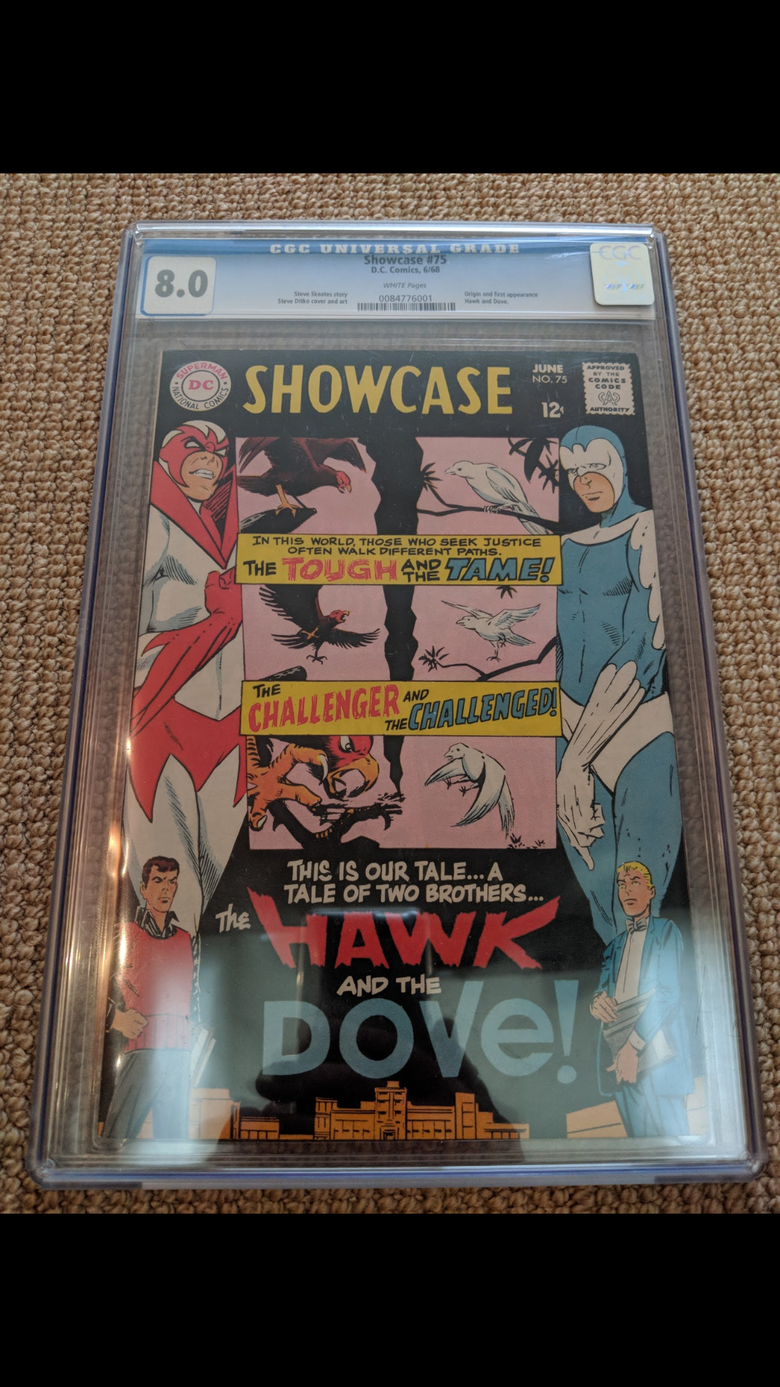 CGC UNIVERSAL GRADE
8.0
Showcase #75
D.C. Comics, 6/68
WHITE Pages
Steve Skeates story
Steve Ditko cover and art
0084776001
Origin and first appearance
Hawk and Dove.
CGC
SUPERMAN
DC
NATIONAL COMICS
SHOWCASE
JUNE
NO. 75
12¢
APPROVED
BY THE
COMICS
CODE
CA
AUTHORITY
IN THIS WORLD, THOSE WHO SEEK JUSTICE
OFTEN WALK DIFFERENT PATHS.
THE TOUGH AND THE TAME!
THE CHALLENGER AND
THE CHALLENGED!
THIS IS OUR TALE... A
TALE OF TWO BROTHERS...
The HAWK
AND THE
DOVe!